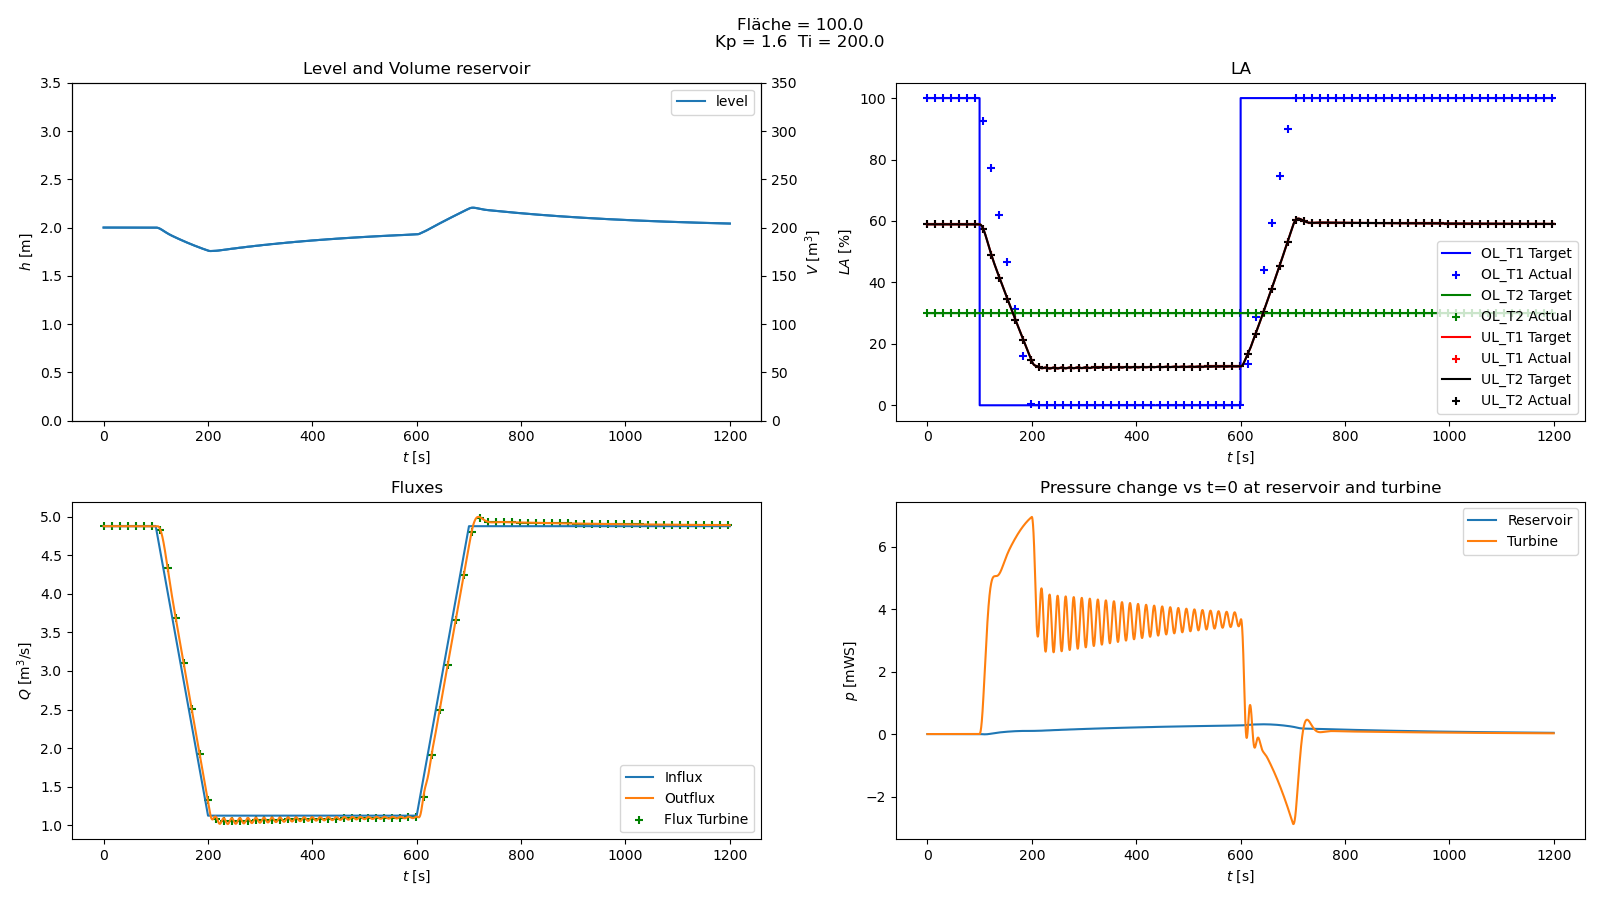 Fläche = 100.0
Kp = 1.6  Ti = 200.0
Level and Volume reservoir
3.5
3.0
2.5
2.0
1.5
1.0
0.5
0.0
h [m]
350
300
250
200
150
100
50
0
V [m³]
level
0 200 400 600 800 1000 1200
t [s]
LA
100
80
60
40
20
0
LA [%]
OL_T1 Target
OL_T1 Actual
OL_T2 Target
OL_T2 Actual
UL_T1 Target
UL_T1 Actual
UL_T2 Target
UL_T2 Actual
0 200 400 600 800 1000 1200
t [s]
Fluxes
5.0
4.5
4.0
3.5
3.0
2.5
2.0
1.5
1.0
Q [m³/s]
Influx
Outflux
Flux Turbine
0 200 400 600 800 1000 1200
t [s]
Pressure change vs t=0 at reservoir and turbine
6
4
2
0
−2
p [mWS]
Reservoir
Turbine
0 200 400 600 800 1000 1200
t [s]